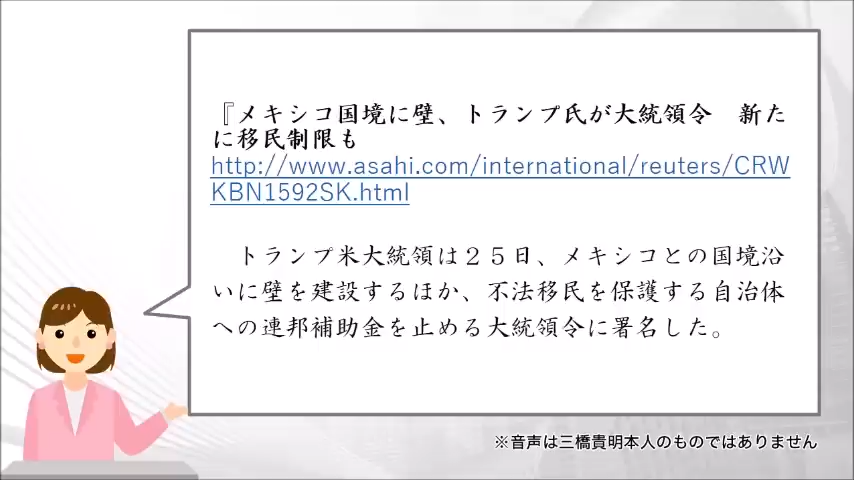 『メキシコ国境に壁、トランプ氏が大統領令　新た
に移民制限も
http://www.asahi.com/international/reuters/CRW
KBN1592SK.html
　トランプ米大統領は２５日、メキシコとの国境沿
いに壁を建設するほか、不法移民を保護する自治体
への連邦補助金を止める大統領令に署名した。
※音声は三橋貴明本人のものではありません